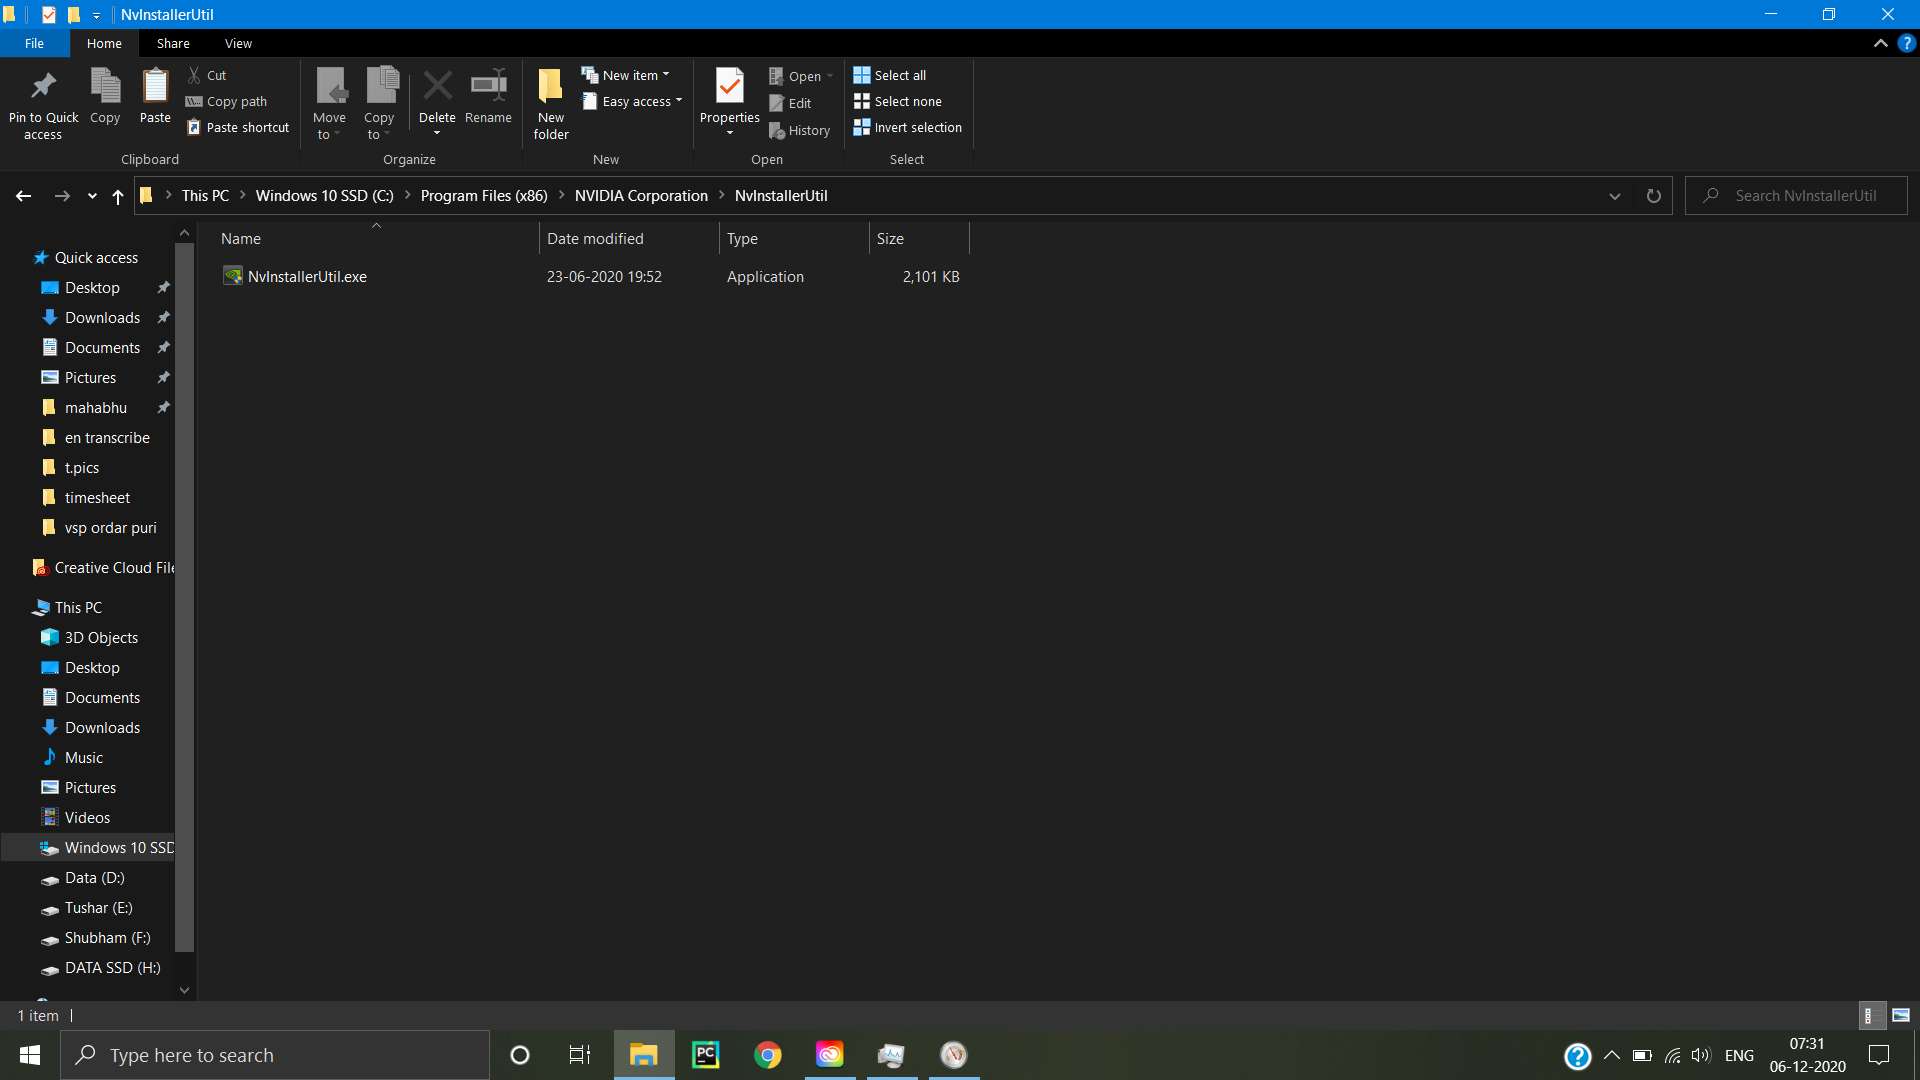 NvInstallerUtil
File Home Share View
Pin to Quick access
Copy
Paste
Cut
Copy path
Paste shortcut
Clipboard
Move to
Copy to
Delete
Rename
Organize
New folder
New item
Easy access
New
Properties
Open
Edit
History
Open
Select all
Select none
Invert selection
Select
This PC > Windows 10 SSD (C:) > Program Files (x86) > NVIDIA Corporation > NvInstallerUtil
Search NvInstallerUtil
Name Date modified Type Size
NvInstallerUtil.exe 23-06-2020 19:52 Application 2,101 KB
Quick access
Desktop
Downloads
Documents
Pictures
mahabhu
en transcribe
t.pics
timesheet
vsp ordar puri
Creative Cloud File
This PC
3D Objects
Desktop
Documents
Downloads
Music
Pictures
Videos
Windows 10 SSD
Data (D:)
Tushar (E:)
Shubham (F:)
DATA SSD (H:)
1 item
Type here to search
PC
ENG
07:31
06-12-2020